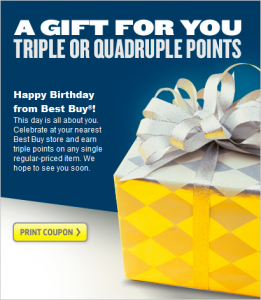 A GIFT FOR YOU
TRIPLE OR QUADRUPLE POINTS
Happy Birthday
from Best Buy®!
This day is all about you.
Celebrate at your nearest
Best Buy store and earn
triple points on any single
regular-priced item. We
hope to see you soon.
PRINT COUPON >